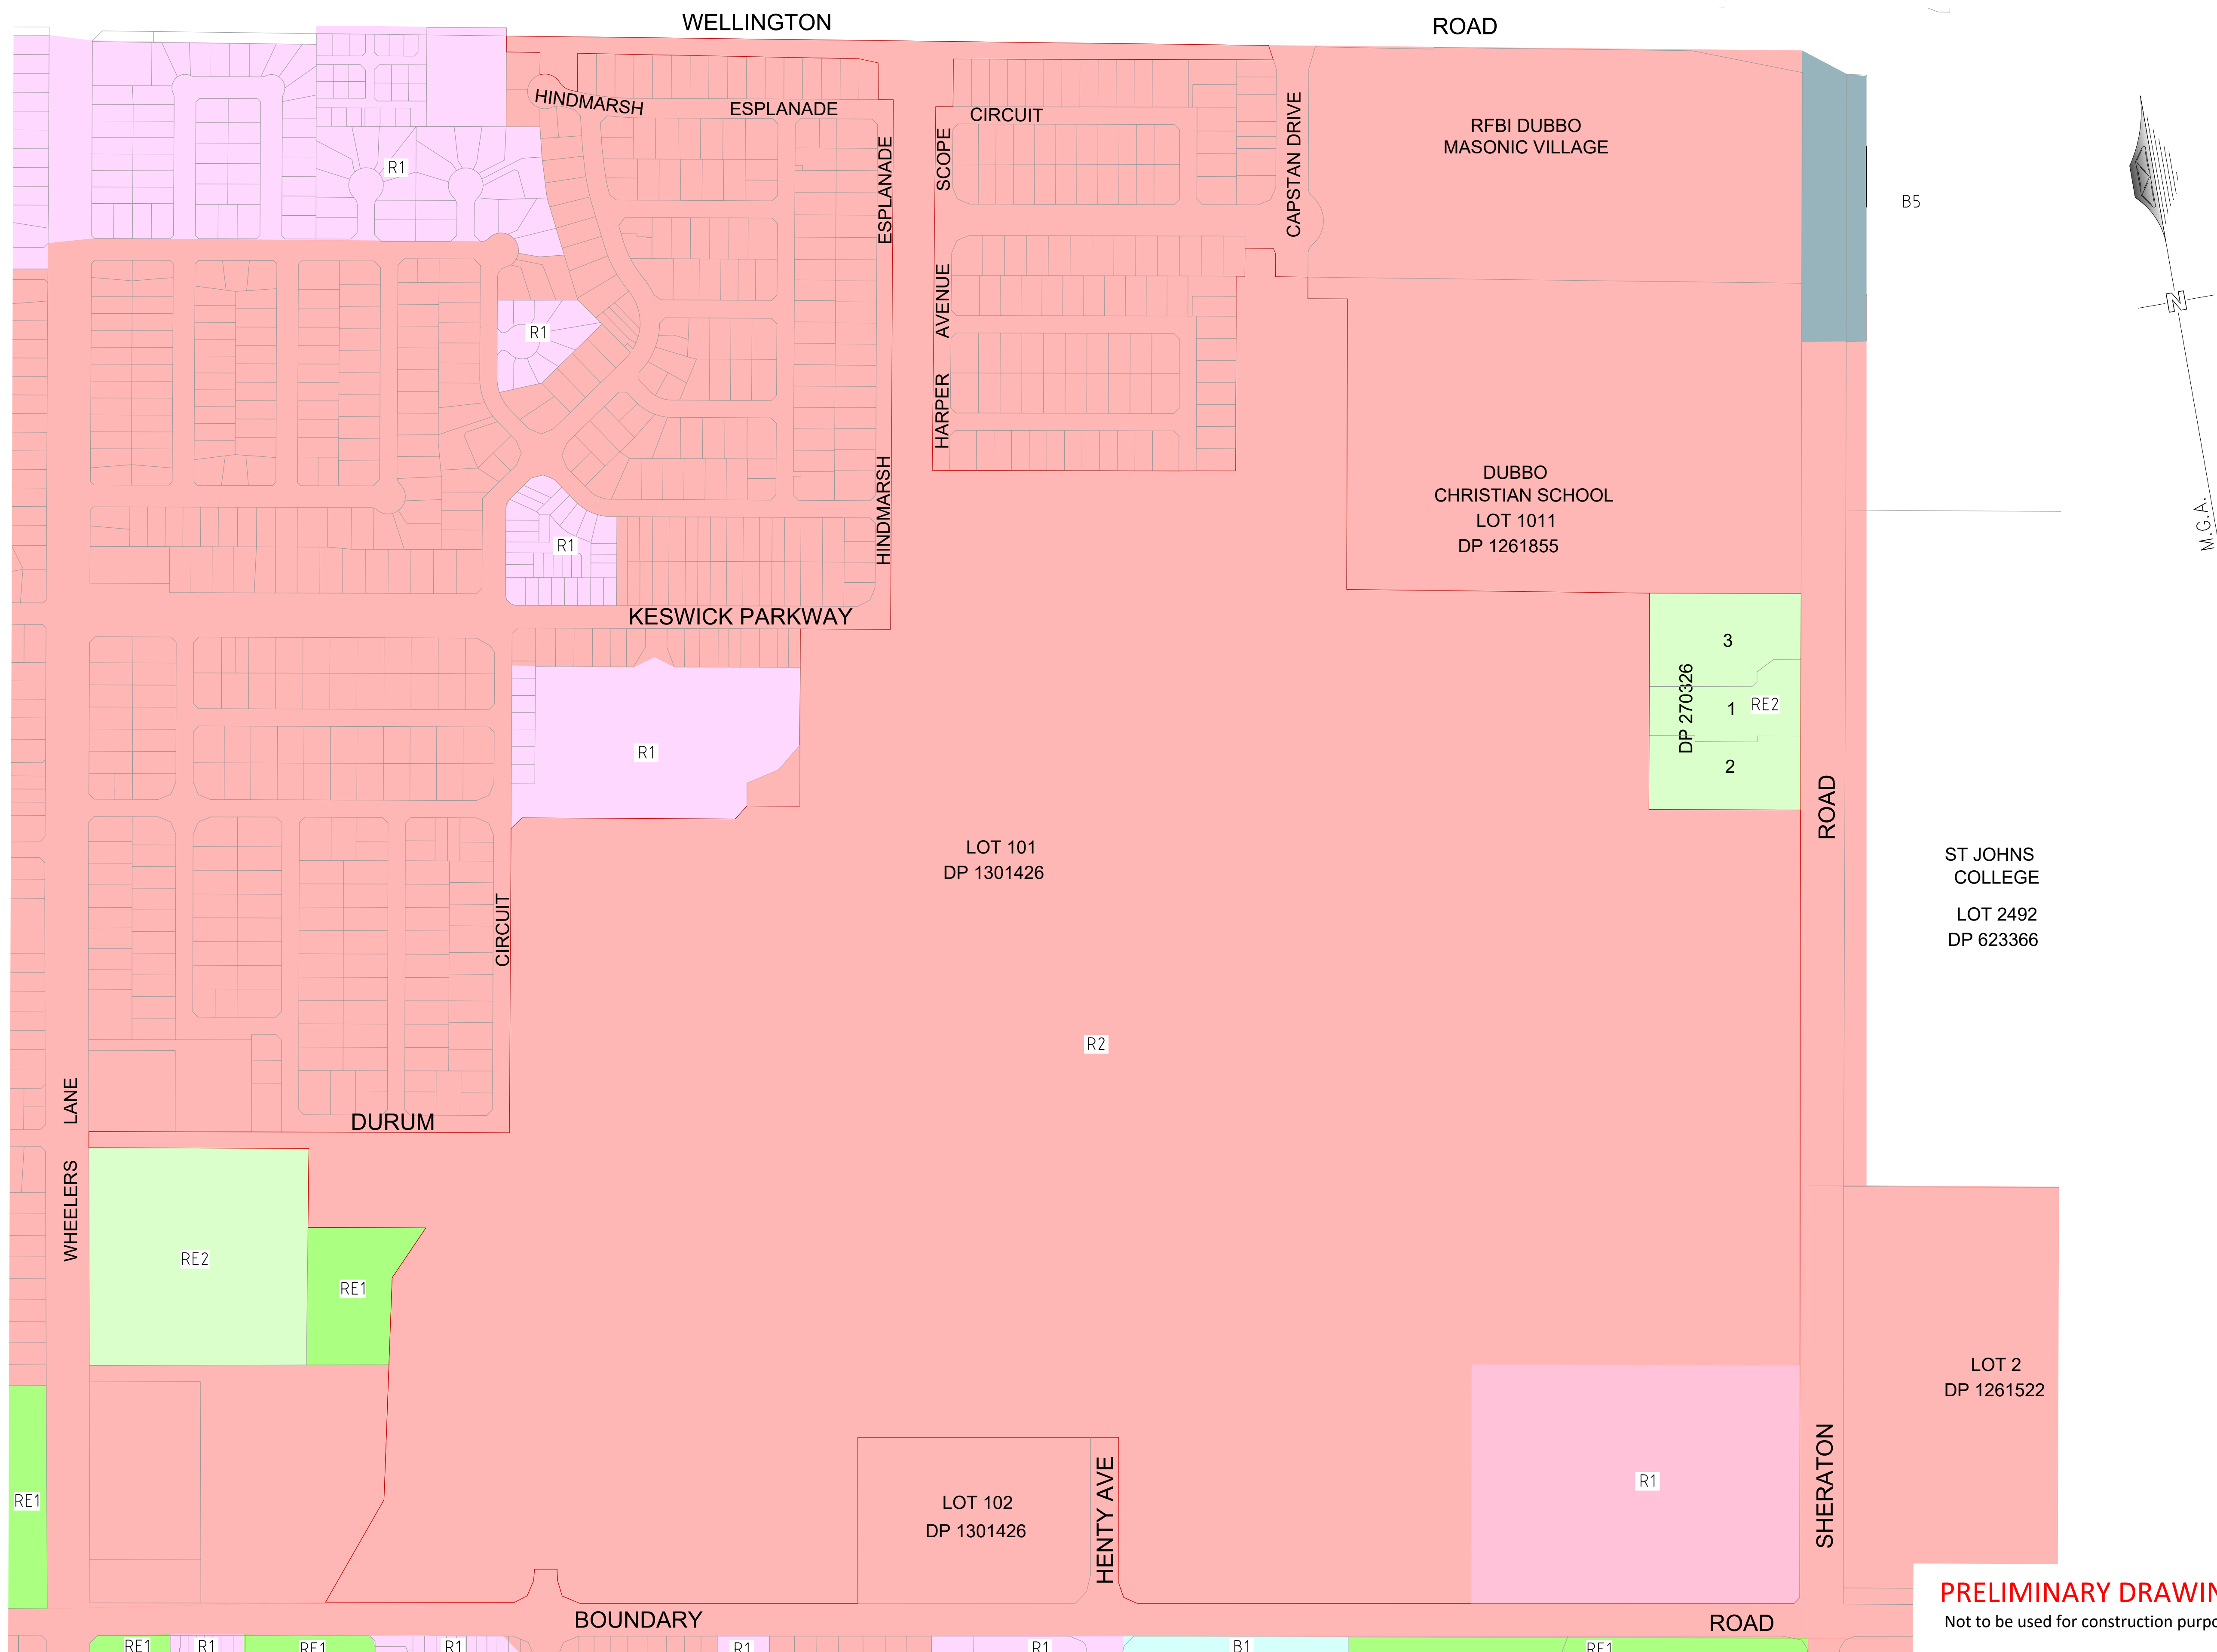 WELLINGTON ROAD
HINDMARSH ESPLANADE
CIRCUIT
SCOPE
CAPSTAN DRIVE
RFBI DUBBO
MASONIC VILLAGE
R1
ESPLANADE
B5
AVENUE
N
R1
HARPER
HINDMARSH
DUBBO
CHRISTIAN SCHOOL
LOT 1011
DP 1261855
M.G.A.
R1
KESWICK PARKWAY
3
DP 270326
1
RE2
2
R1
ROAD
LOT 101
DP 1301426
ST JOHNS
COLLEGE
LOT 2492
DP 623366
CIRCUIT
R2
LANE
DURUM
WHEELERS
RE2
RE1
LOT 2
DP 1261522
RE1
LOT 102
DP 1301426
HENTY AVE
R1
SHERATON
BOUNDARY ROAD
PRELIMINARY DRAWIN
Not to be used for construction purpo
RE1 R1 RE1 R1 R1 R1 B1 RE1